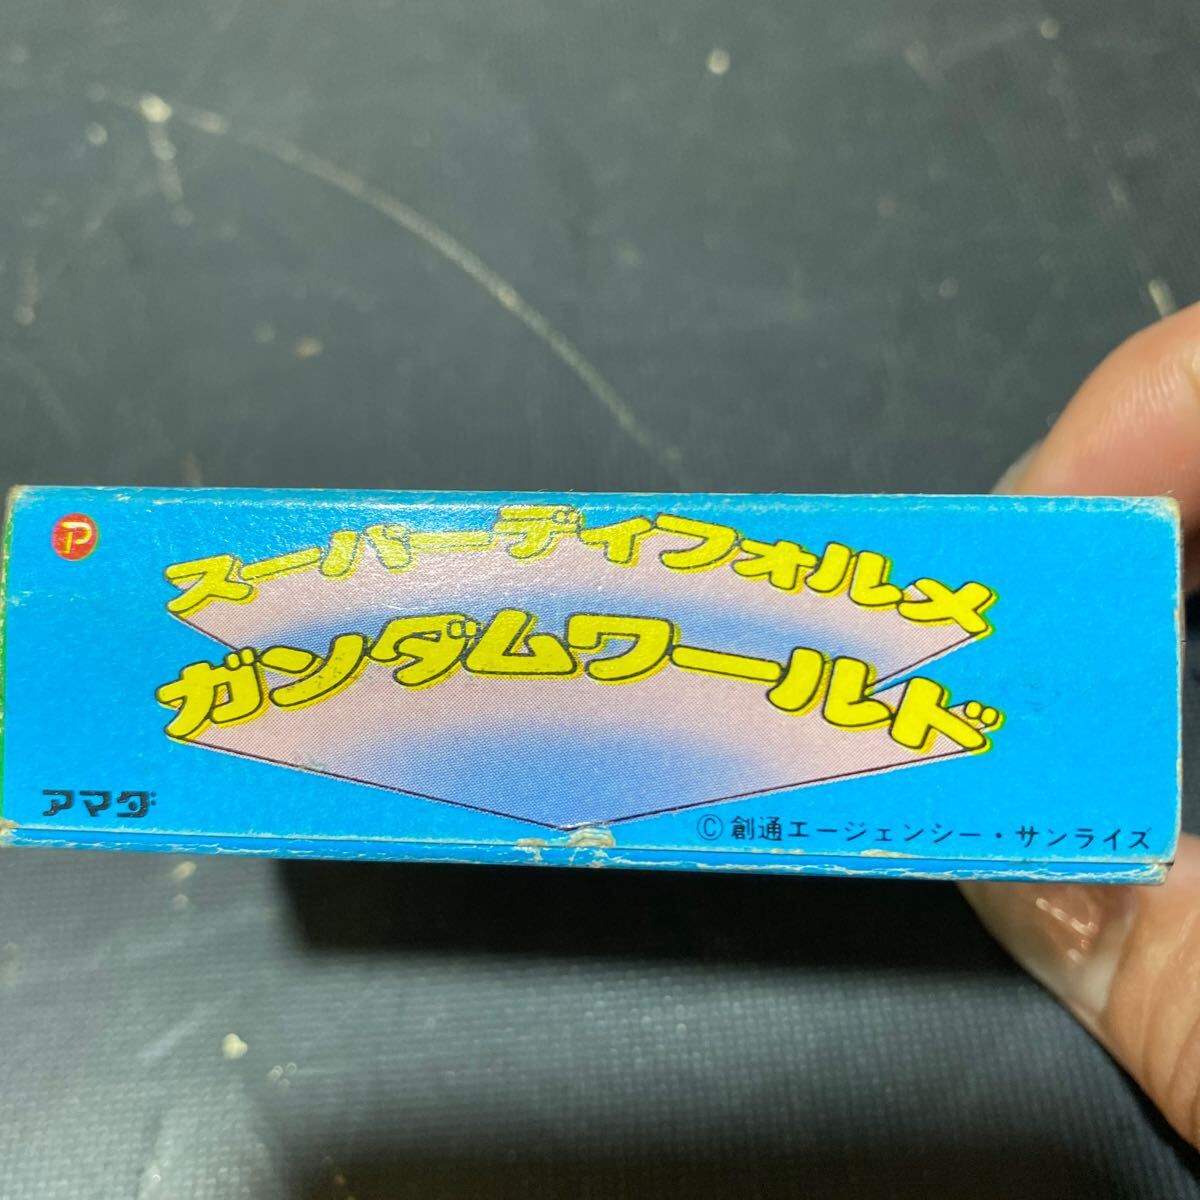 P
スーパーディフォルメ
ガンダムワールド
アマダ
Ⓒ創通エージェンシー・サンライズ